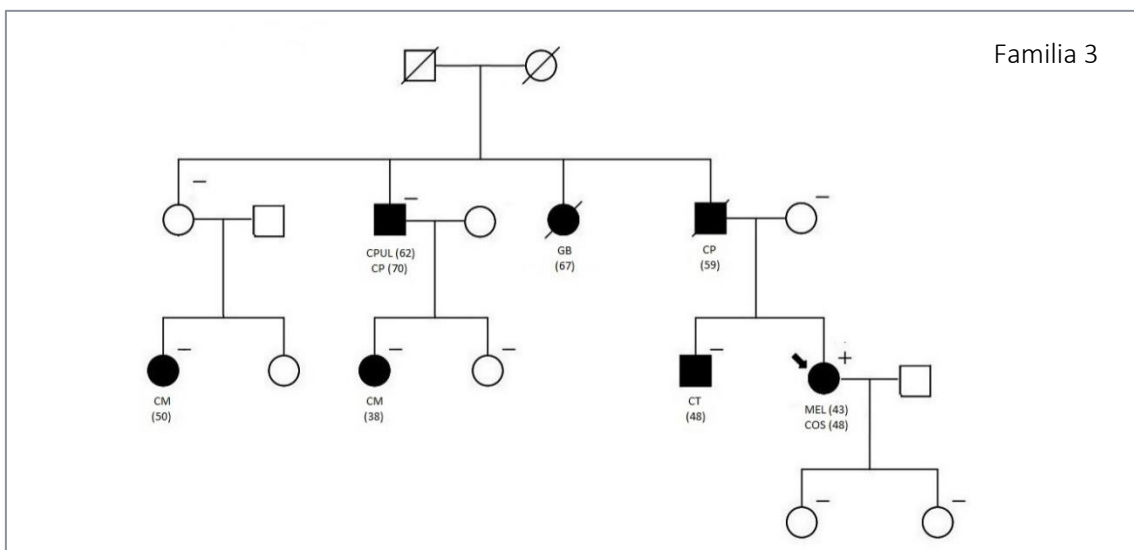 Familia 3
−
−
−
CPUL (62)
CP (70)
GB
(67)
CP
(59)
−
−
−
−
+
CM
(50)
CM
(38)
CT
(48)
MEL (43)
COS (48)
−
−